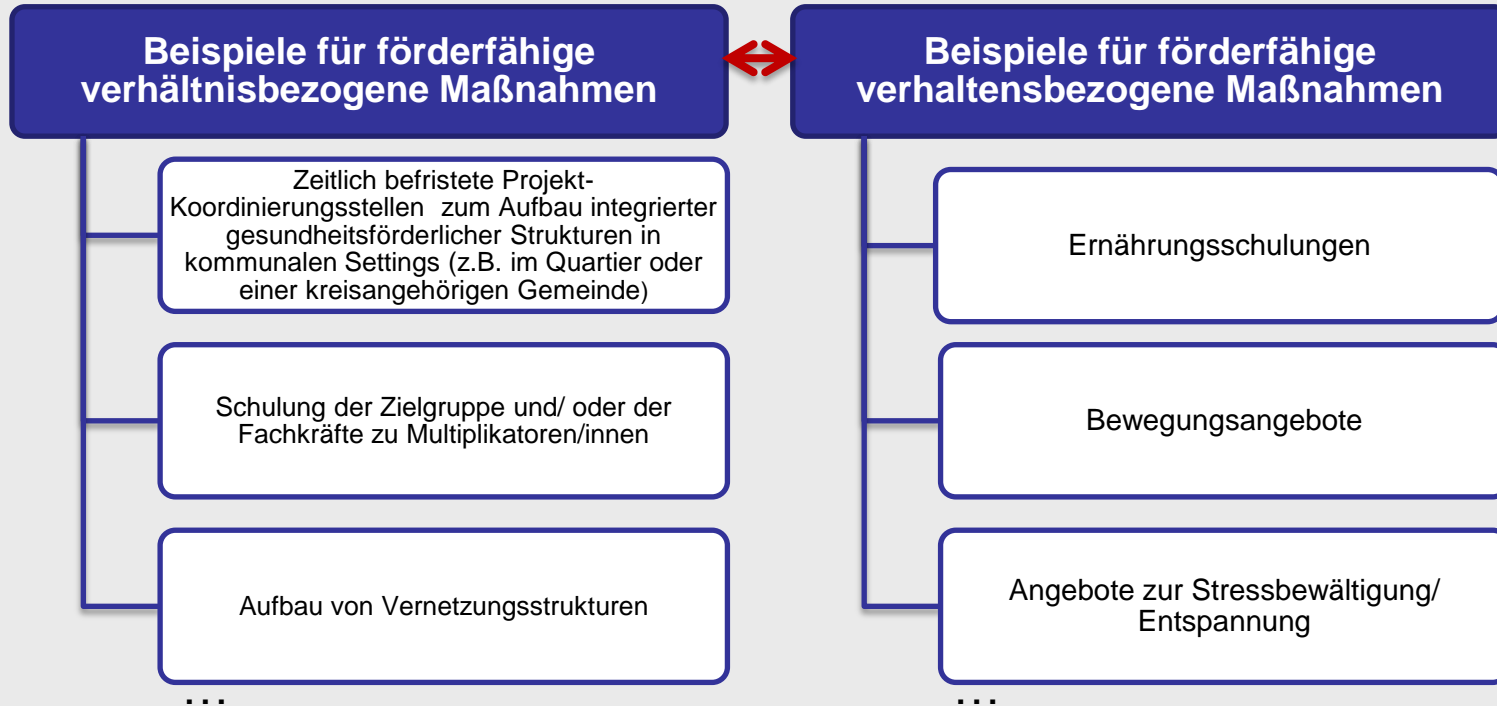 Beispiele für förderfähige
verhältnisbezogene Maßnahmen
Zeitlich befristete Projekt-
Koordinierungsstellen zum Aufbau integrierter
gesundheitsförderlicher Strukturen in
kommunalen Settings (z.B. im Quartier oder
einer kreisangehörigen Gemeinde)
Schulung der Zielgruppe und/ oder der
Fachkräfte zu Multiplikatoren/innen
Aufbau von Vernetzungsstrukturen
...
Beispiele für förderfähige
verhaltensbezogene Maßnahmen
Ernährungsschulungen
Bewegungsangebote
Angebote zur Stressbewältigung/
Entspannung
...